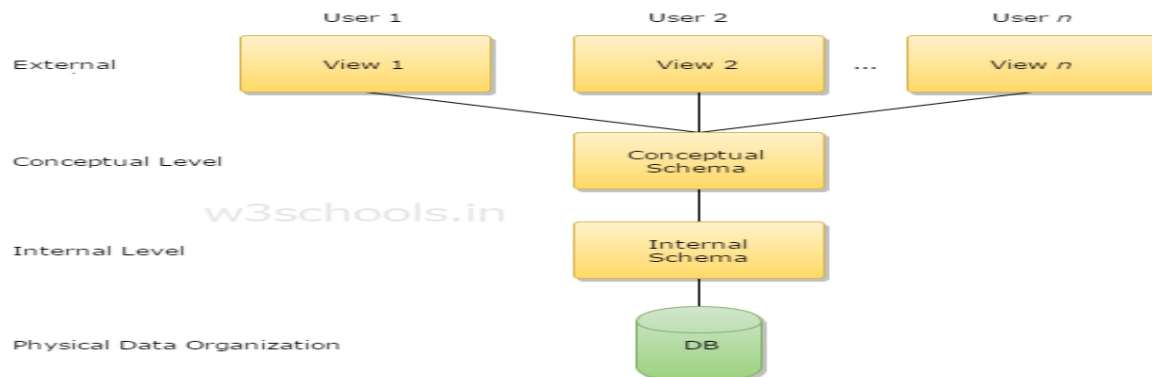 User 1 User 2 User n
External View 1 View 2 ... View n
Conceptual Level Conceptual
Schema
w3schools.in
Internal Level Internal
Schema
Physical Data Organization DB